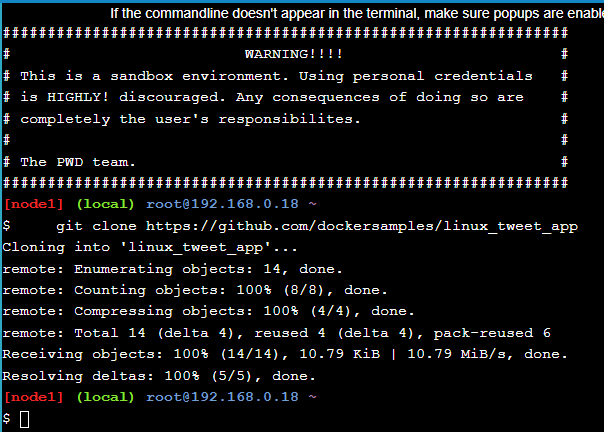 If the commandline doesn't appear in the terminal, make sure popups are enable
###############################################################
#                          WARNING!!!!                        #
# This is a sandbox environment. Using personal credentials   #
# is HIGHLY! discouraged. Any consequences of doing so are    #
# completely the user's responsibilites.                      #
#                                                             #
# The PWD team.                                               #
###############################################################
[node1] (local) root@192.168.0.18 ~
$     git clone https://github.com/dockersamples/linux_tweet_app
Cloning into 'linux_tweet_app'...
remote: Enumerating objects: 14, done.
remote: Counting objects: 100% (8/8), done.
remote: Compressing objects: 100% (4/4), done.
remote: Total 14 (delta 4), reused 4 (delta 4), pack-reused 6
Receiving objects: 100% (14/14), 10.79 KiB | 10.79 MiB/s, done.
Resolving deltas: 100% (5/5), done.
[node1] (local) root@192.168.0.18 ~
$